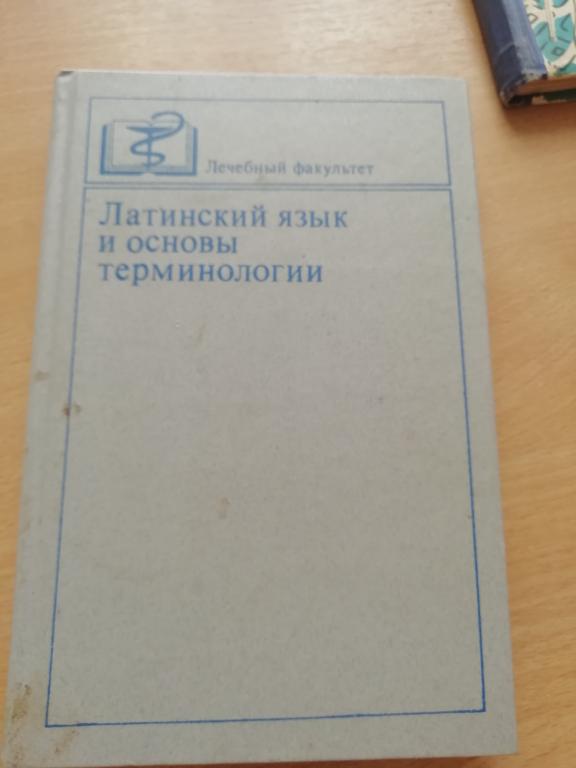 Лечебный факультет
Латинский язык
и основы
терминологии